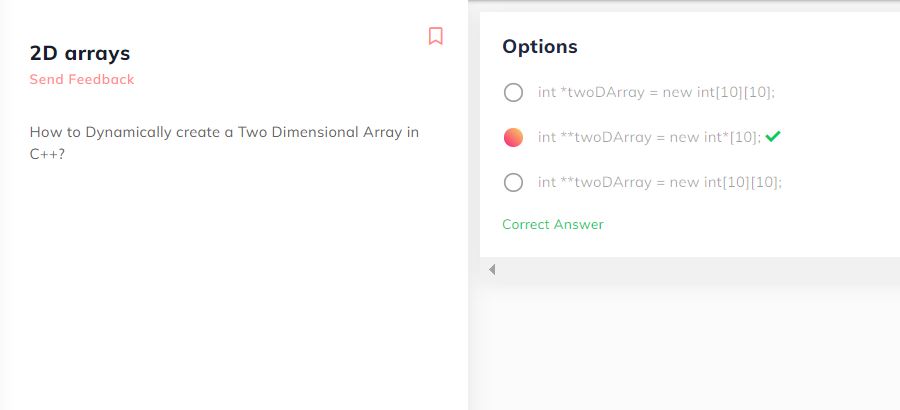 2D arrays
Send Feedback
How to Dynamically create a Two Dimensional Array in
C++?
Options
int *twoDArray = new int[10][10];
int **twoDArray = new int*[10];
int **twoDArray = new int[10][10];
Correct Answer